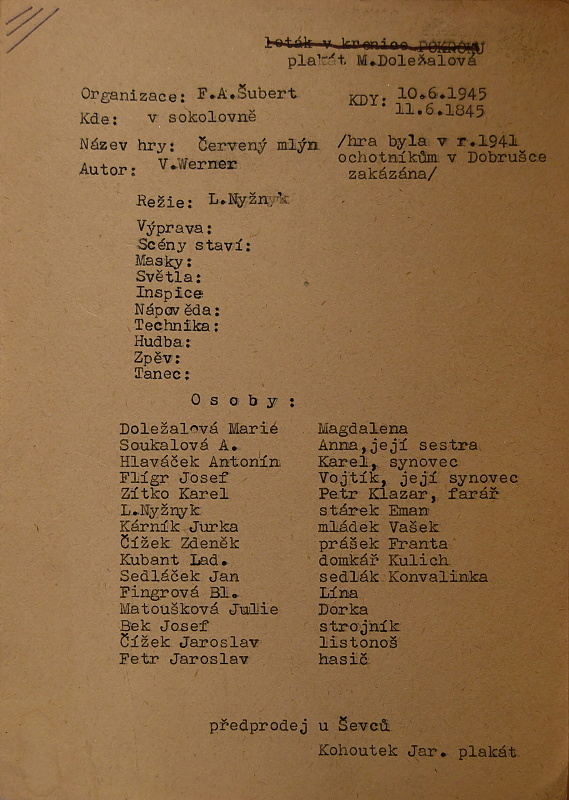 leták v kronice POKROKU
plakát M.Doležalová
Organizace: F.A.Šubert KDY: 10.6.1945
11.6.1845
Kde: v sokolovně
Název hry: Červený mlýn /hra byla v r.1941
ochotníkům v Dobrušce
zakázána/
Autor: V.Werner
Režie: L.Nyžnyk
Výprava:
Scény staví:
Masky:
Světla:
Inspice
Nápověda:
Technika:
Hudba:
Zpěv:
Tanec:
O s o b y :
Doležalová Marié Magdalena
Soukalová A. Anna,její sestra
Hlaváček Antonín Karel, synovec
Flígr Josef Vojtík, její synovec
Zítko Karel Petr Klazar, farář
L.Nyžnyk stárek Eman
Kárník Jurka mládek Vašek
Čížek Zdeněk prášek Franta
Kubant Lad. domkář Kulich
Sedláček Jan sedlák Konvalinka
Fingrová Bl. Lína
Matoušková Julie Dorka
Bek Josef strojník
Čížek Jaroslav listonoš
Fetr Jaroslav hasič
předprodej u Ševců
Kohoutek Jar. plakát